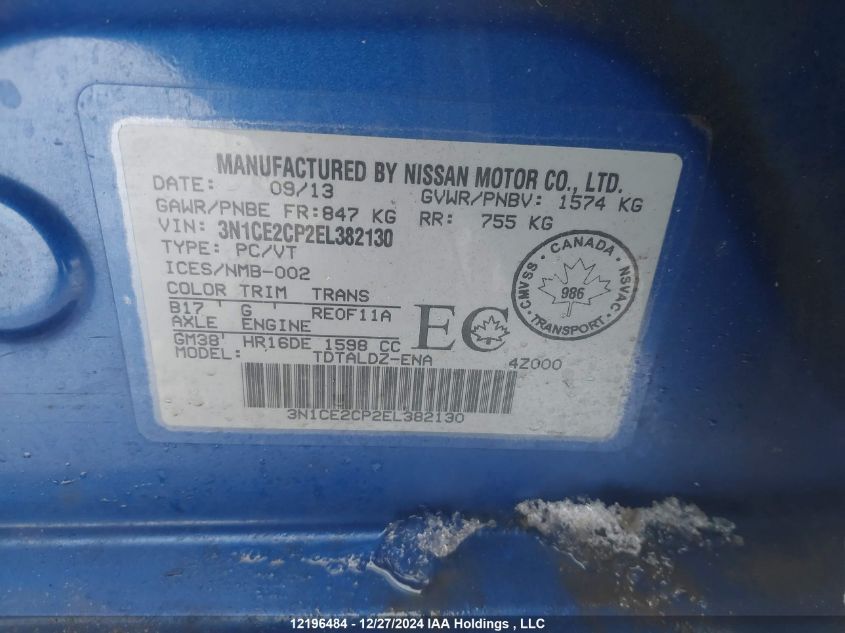 MANUFACTURED BY NISSAN MOTOR CO., LTD.
DATE: 09/13 GVWR/PNBV: 1574 KG
GAWR/PNBE FR: 847 KG RR: 755 KG
VIN: 3N1CE2CP2EL382130
TYPE: PC/VT
ICES/NMB-002
COLOR TRIM TRANS
B17 ' G ' RE0F11A
AXLE ENGINE
GM38' HR16DE 1598 CC
MODEL: TDTALDZ-ENA 4Z000
3N1CE2CP2EL382130
EC
CANADA
CMVSS 986 NSVAC
TRANSPORT
12196484 - 12/27/2024 IAA Holdings , LLC